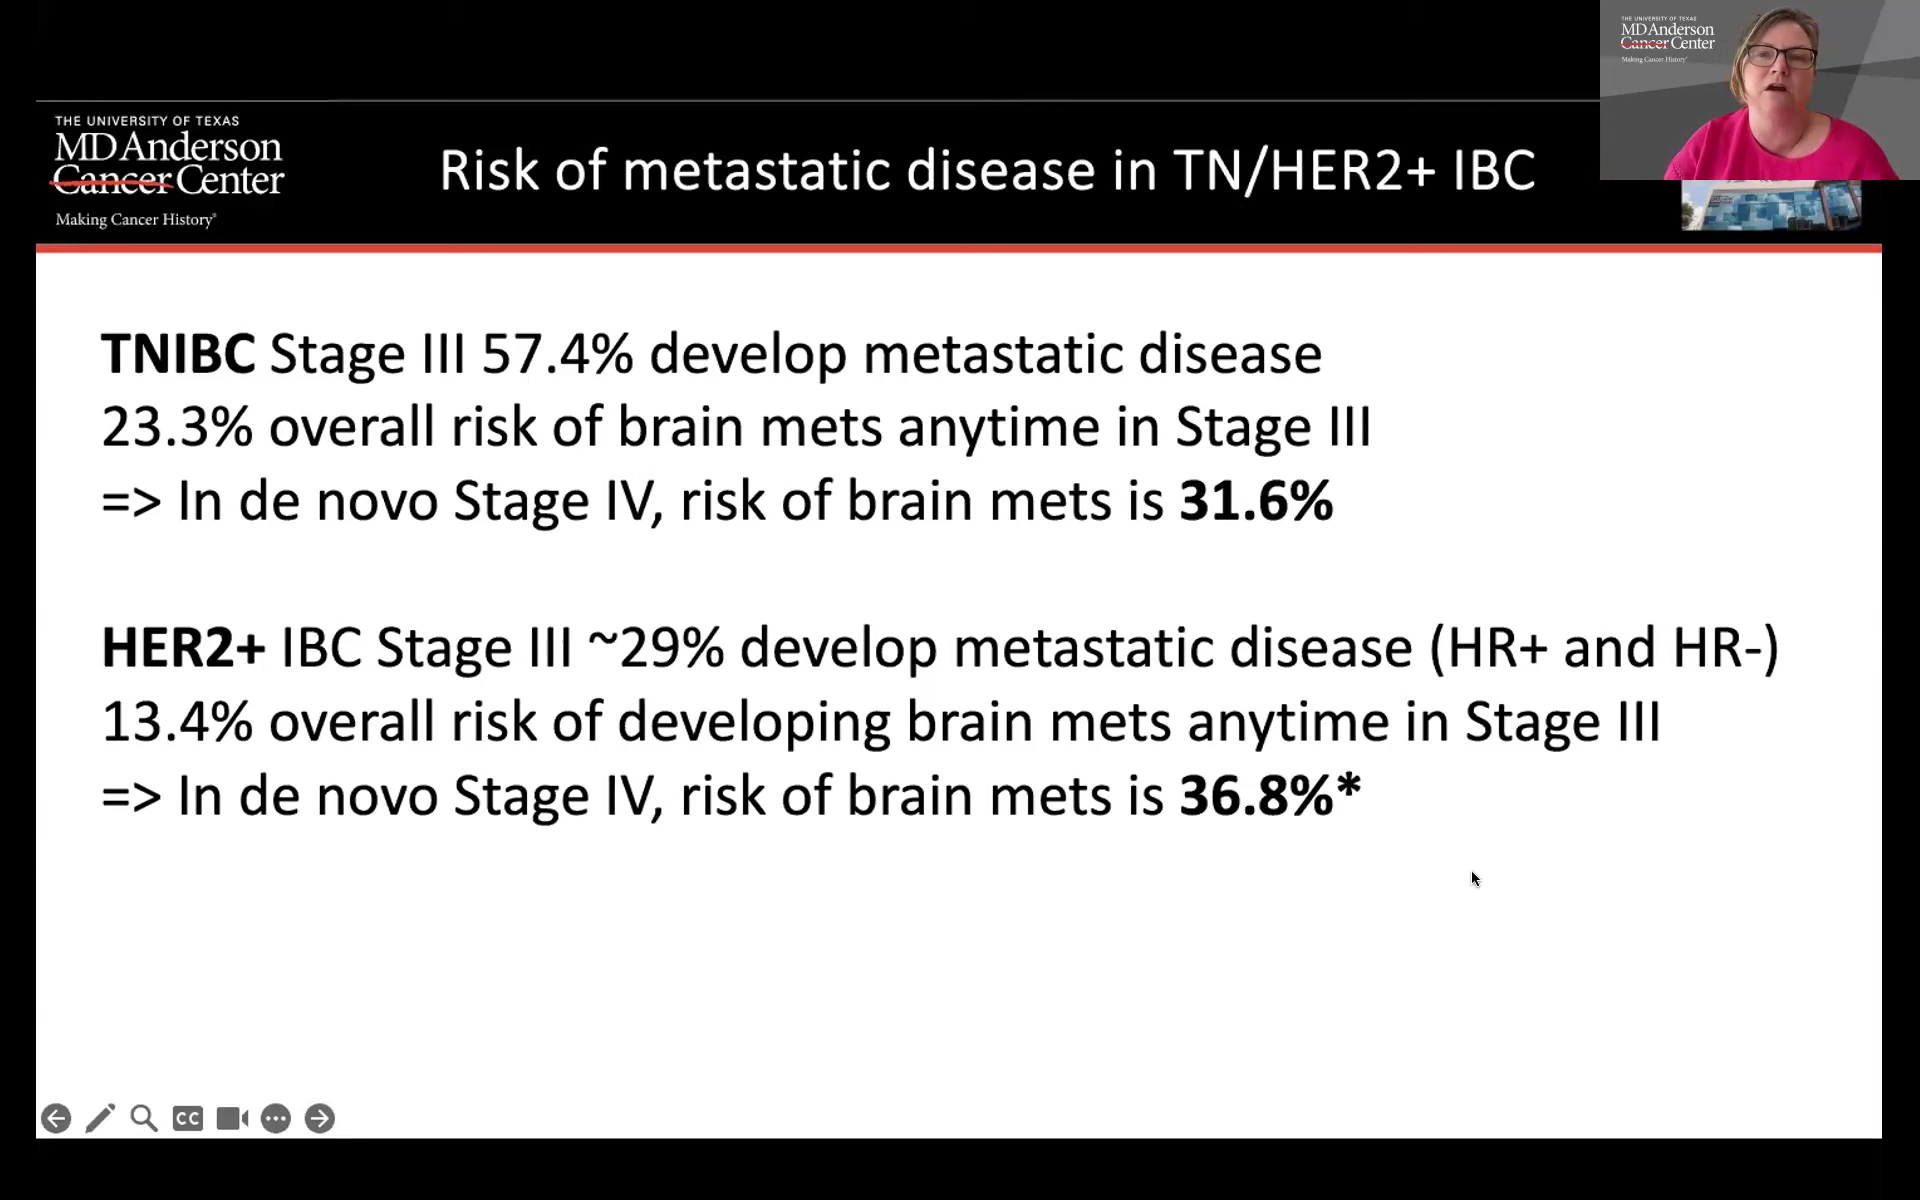 THE UNIVERSITY OF TEXAS
MDAnderson
Cancer Center
Making Cancer History®
THE UNIVERSITY OF TEXAS
MDAnderson
Cancer Center
Making Cancer History®
Risk of metastatic disease in TN/HER2+ IBC
TNIBC Stage III 57.4% develop metastatic disease
23.3% overall risk of brain mets anytime in Stage III
=> In de novo Stage IV, risk of brain mets is 31.6%
HER2+ IBC Stage III ~29% develop metastatic disease (HR+ and HR-)
13.4% overall risk of developing brain mets anytime in Stage III
=> In de novo Stage IV, risk of brain mets is 36.8%*
CC